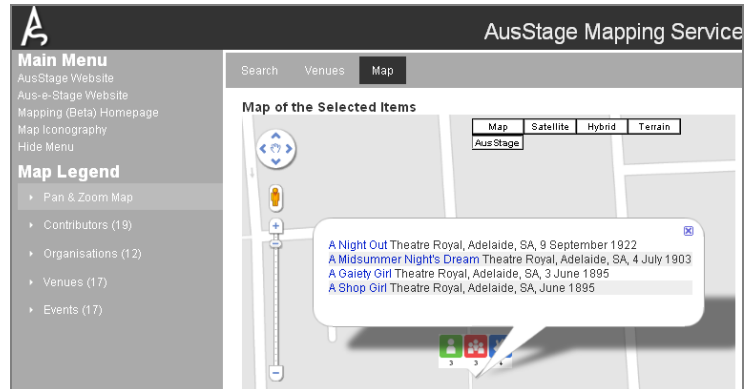 AusStage Mapping Service
Main Menu
AusStage Website
Aus-e-Stage Website
Mapping (Beta) Homepage
Map Iconography
Hide Menu
Map Legend
Pan & Zoom Map
Contributors (19)
Organisations (12)
Venues (17)
Events (17)
Search Venues Map
Map of the Selected Items
Map Satellite Hybrid Terrain
AusStage
A Night Out Theatre Royal, Adelaide, SA, 9 September 1922
A Midsummer Night's Dream Theatre Royal, Adelaide, SA, 4 July 1903
A Gaiety Girl Theatre Royal, Adelaide, SA, 3 June 1895
A Shop Girl Theatre Royal, Adelaide, SA, June 1895
3 3